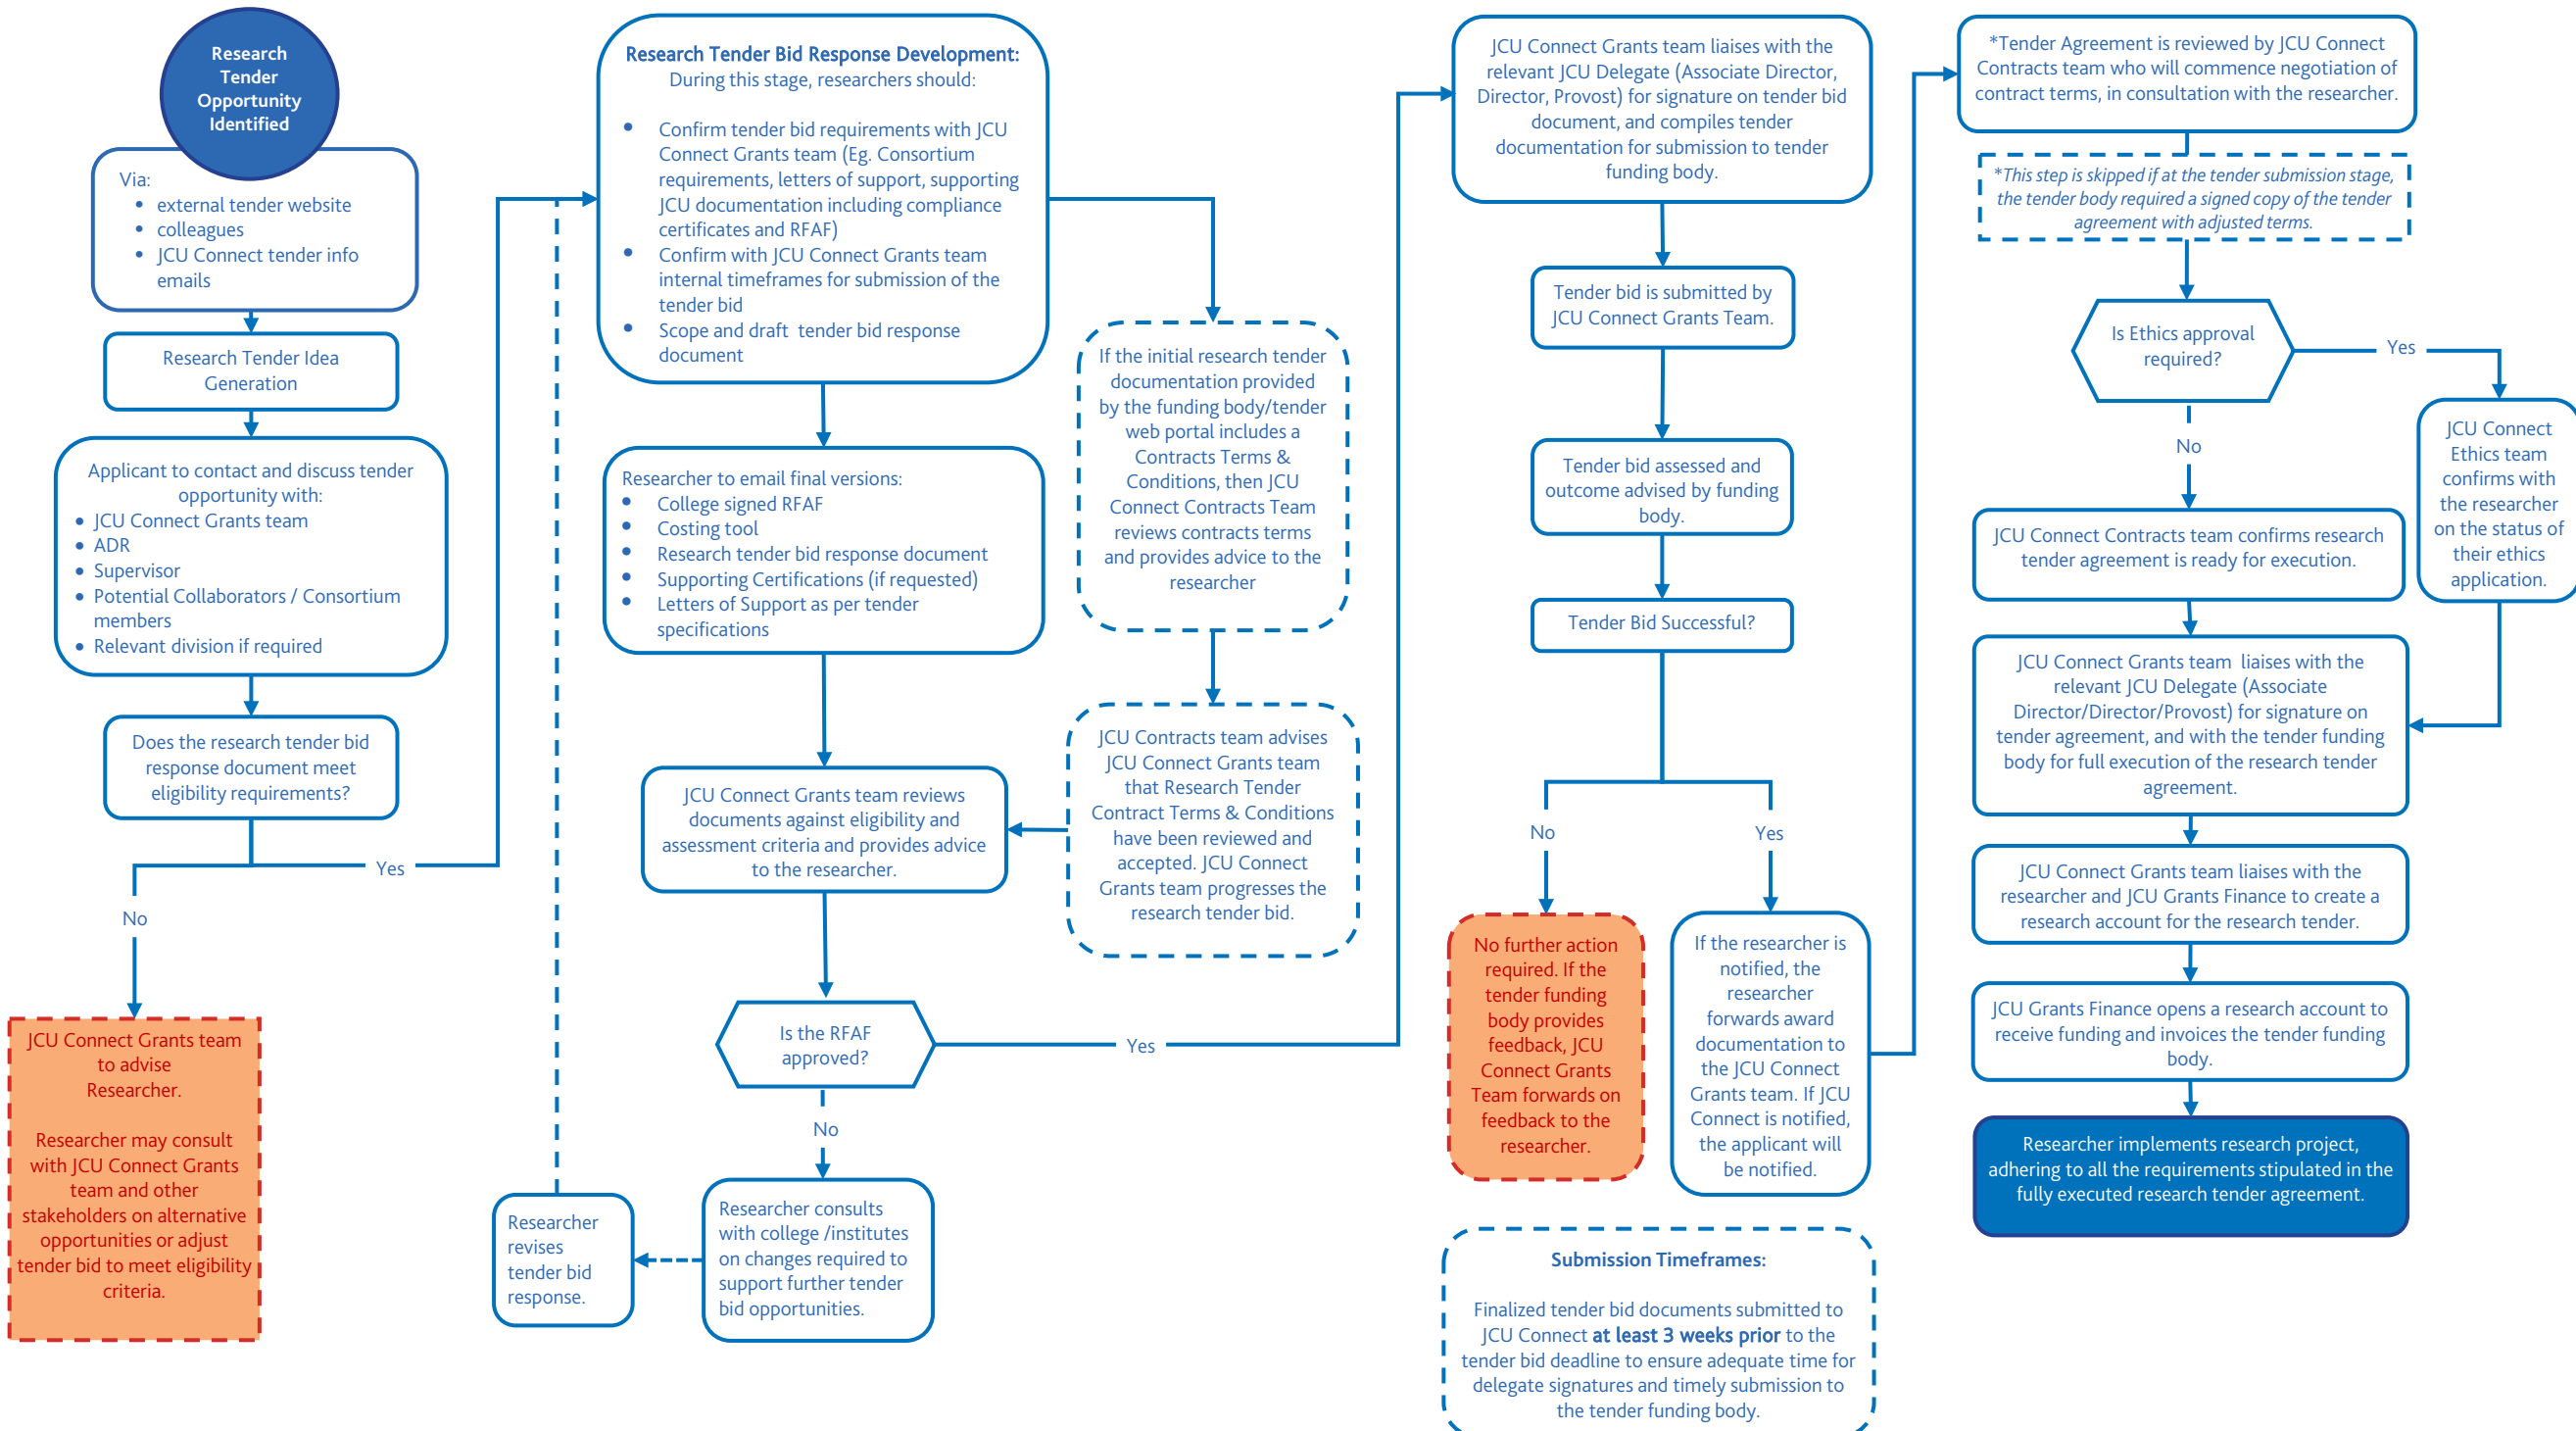 Research
Tender
Opportunity
Identified
Via:
• external tender website
• colleagues
• JCU Connect tender info
emails
Research Tender Idea
Generation
Applicant to contact and discuss tender
opportunity with:
• JCU Connect Grants team
• ADR
• Supervisor
• Potential Collaborators / Consortium
members
• Relevant division if required
Does the research tender bid
response document meet
eligibility requirements?
Yes
No
JCU Connect Grants team
to advise
Researcher.
Researcher may consult
with JCU Connect Grants
team and other
stakeholders on alternative
opportunities or adjust
tender bid to meet eligibility
criteria.
Research Tender Bid Response Development:
During this stage, researchers should:
• Confirm tender bid requirements with JCU
Connect Grants team (Eg. Consortium
requirements, letters of support, supporting
JCU documentation including compliance
certificates and RFAF)
• Confirm with JCU Connect Grants team
internal timeframes for submission of the
tender bid
• Scope and draft tender bid response
document
Researcher to email final versions:
• College signed RFAF
• Costing tool
• Research tender bid response document
• Supporting Certifications (if requested)
• Letters of Support as per tender
specifications
If the initial research tender
documentation provided
by the funding body/tender
web portal includes a
Contracts Terms &
Conditions, then JCU
Connect Contracts Team
reviews contracts terms
and provides advice to the
researcher
JCU Contracts team advises
JCU Connect Grants team
that Research Tender
Contract Terms & Conditions
have been reviewed and
accepted. JCU Connect
Grants team progresses the
research tender bid.
JCU Connect Grants team reviews
documents against eligibility and
assessment criteria and provides advice
to the researcher.
Is the RFAF
approved?
Yes
No
Researcher consults
with college /institutes
on changes required to
support further tender
bid opportunities.
Researcher
revises
tender bid
response.
JCU Connect Grants team liaises with the
relevant JCU Delegate (Associate Director,
Director, Provost) for signature on tender bid
document, and compiles tender
documentation for submission to tender
funding body.
Tender bid is submitted by
JCU Connect Grants Team.
Tender bid assessed and
outcome advised by funding
body.
Tender Bid Successful?
No
Yes
No further action
required. If the
tender funding
body provides
feedback, JCU
Connect Grants
Team forwards on
feedback to the
researcher.
If the researcher is
notified, the
researcher
forwards award
documentation to
the JCU Connect
Grants team. If JCU
Connect is notified,
the applicant will
be notified.
Submission Timeframes:
Finalized tender bid documents submitted to
JCU Connect at least 3 weeks prior to the
tender bid deadline to ensure adequate time for
delegate signatures and timely submission to
the tender funding body.
*Tender Agreement is reviewed by JCU Connect
Contracts team who will commence negotiation of
contract terms, in consultation with the researcher.
*This step is skipped if at the tender submission stage,
the tender body required a signed copy of the tender
agreement with adjusted terms.
Is Ethics approval
required?
Yes
No
JCU Connect
Ethics team
confirms with
the researcher
on the status of
their ethics
application.
JCU Connect Contracts team confirms research
tender agreement is ready for execution.
JCU Connect Grants team liaises with the
relevant JCU Delegate (Associate
Director/Director/Provost) for signature on
tender agreement, and with the tender funding
body for full execution of the research tender
agreement.
JCU Connect Grants team liaises with the
researcher and JCU Grants Finance to create a
research account for the research tender.
JCU Grants Finance opens a research account to
receive funding and invoices the tender funding
body.
Researcher implements research project,
adhering to all the requirements stipulated in the
fully executed research tender agreement.